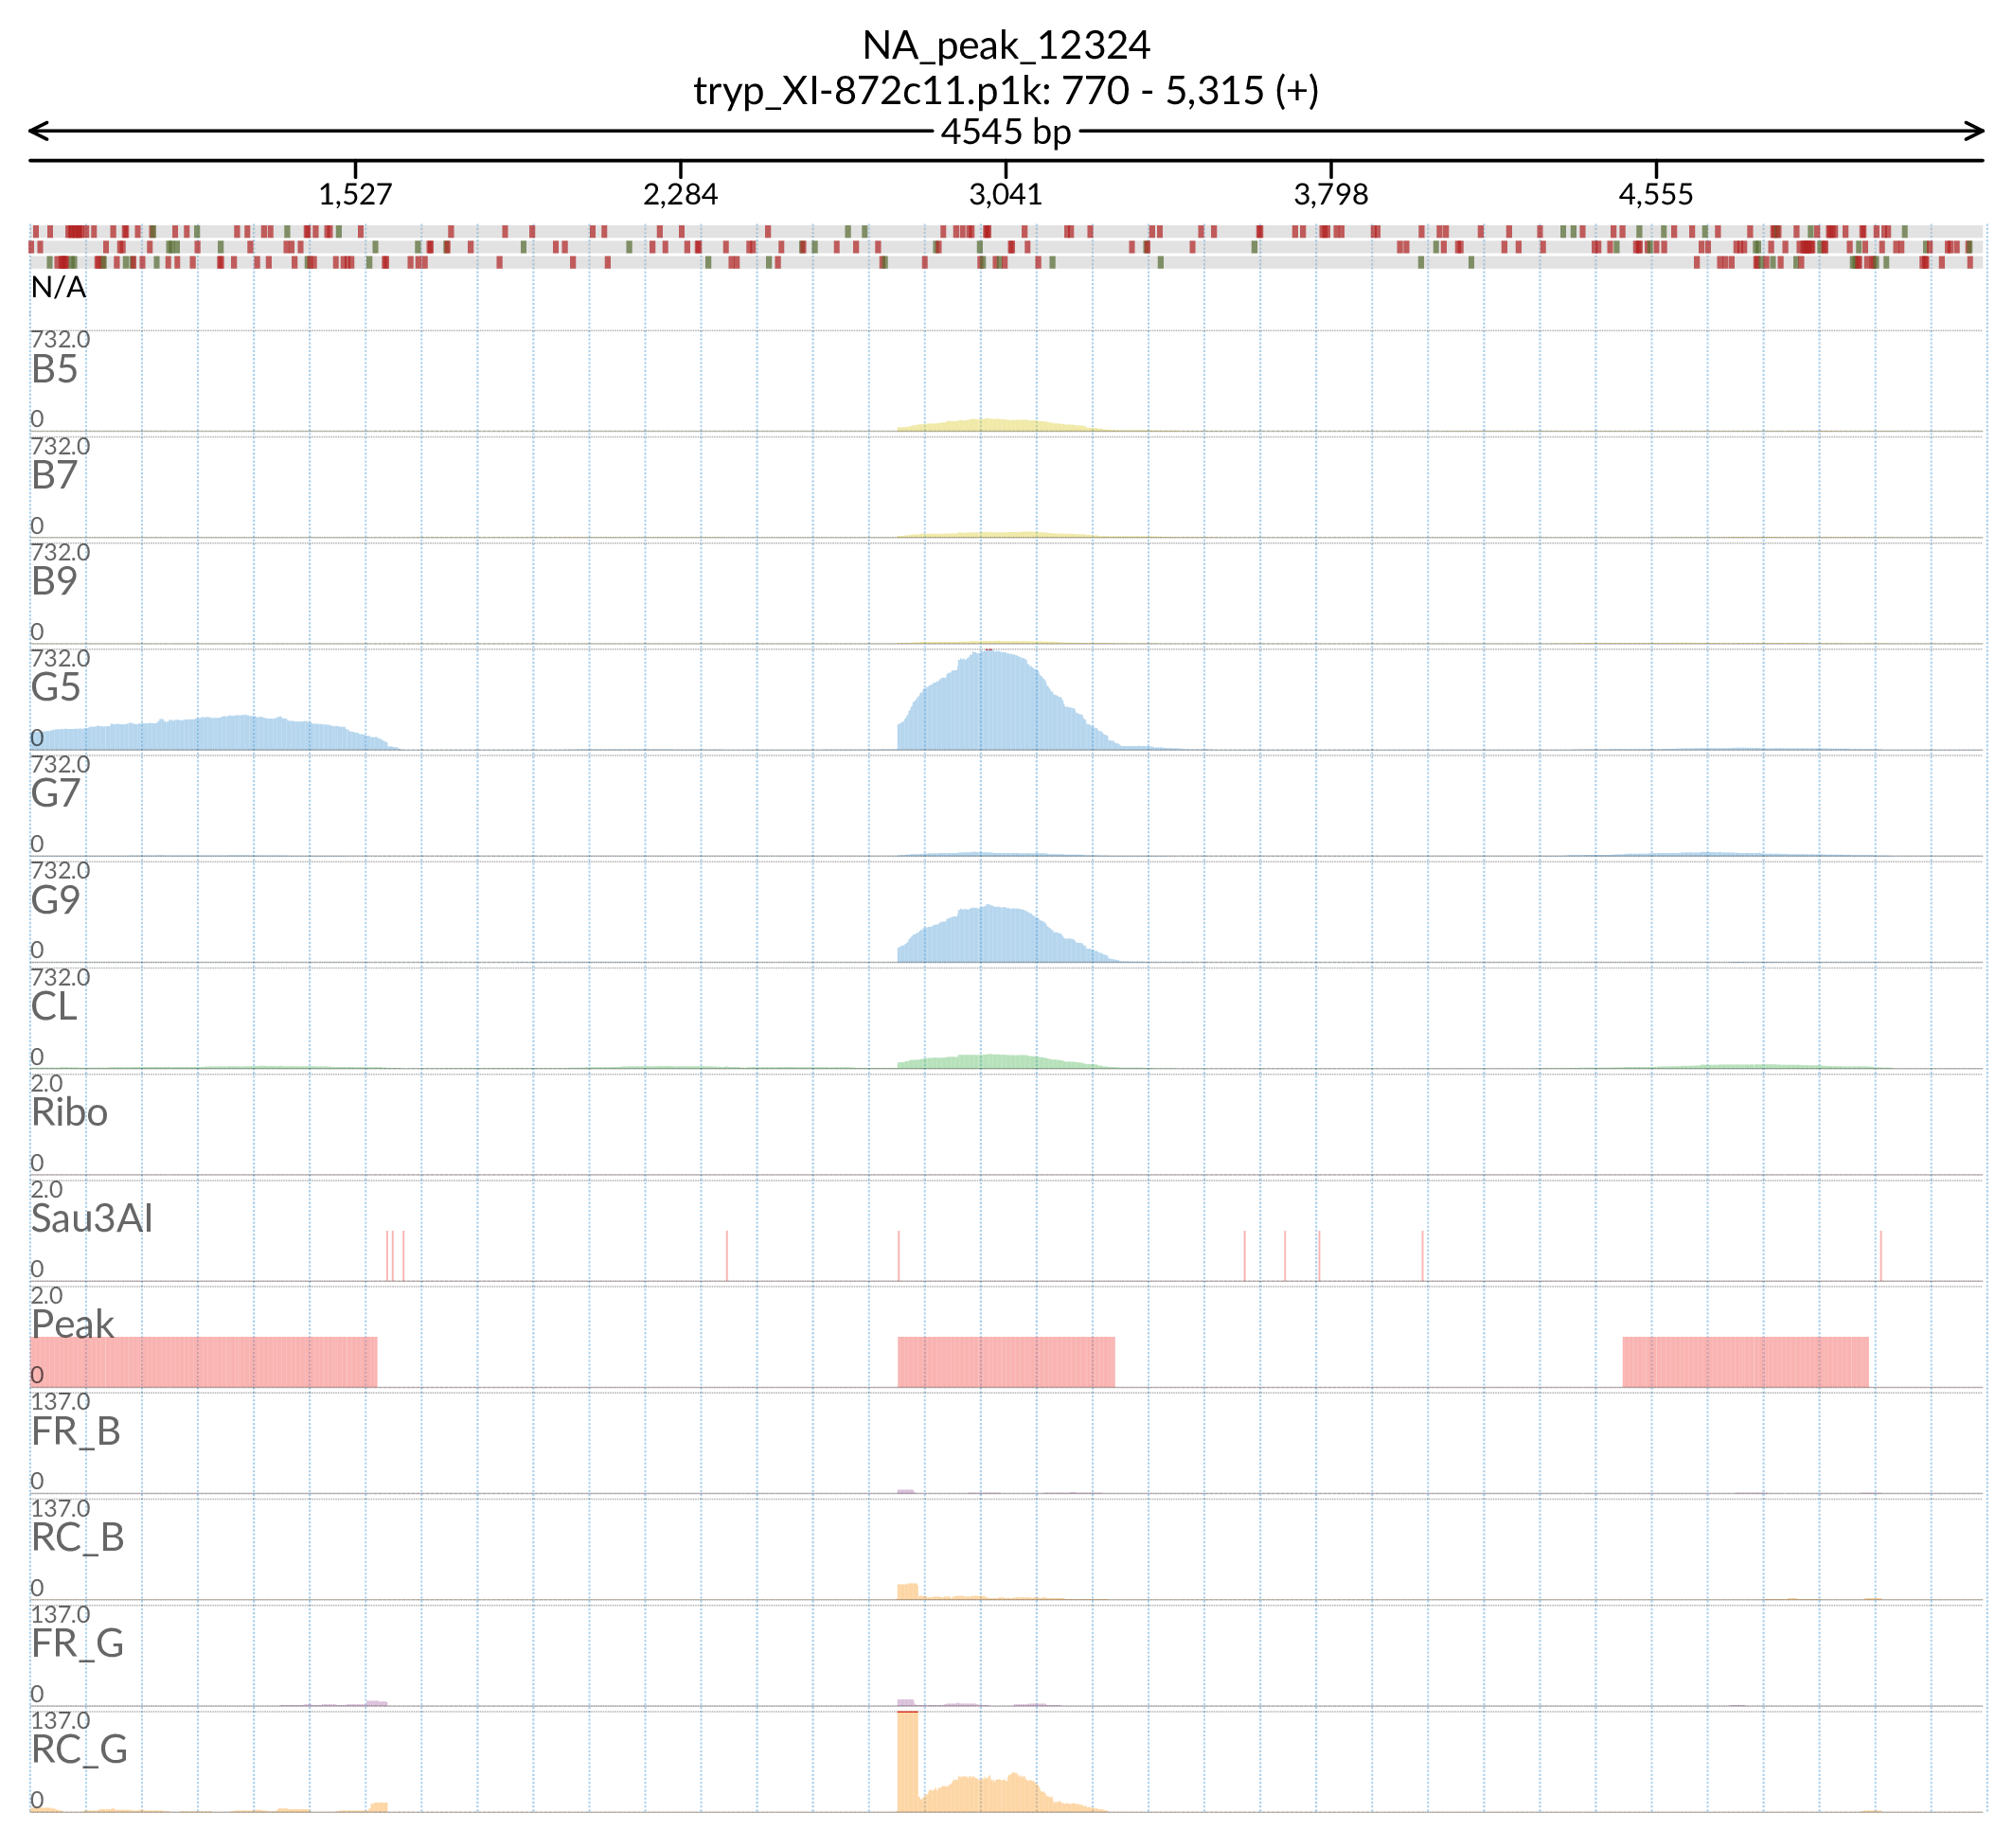 NA_peak_12324
tryp_XI-872c11.p1k: 770 - 5,315 (+)
4545 bp
1,527 2,284 3,041 3,798 4,555
N/A
732.0
B5
0
732.0
B7
0
732.0
B9
0
732.0
G5
0
732.0
G7
0
732.0
G9
0
732.0
CL
0
2.0
Ribo
0
2.0
Sau3AI
0
2.0
Peak
0
137.0
FR_B
0
137.0
RC_B
0
137.0
FR_G
0
137.0
RC_G
0